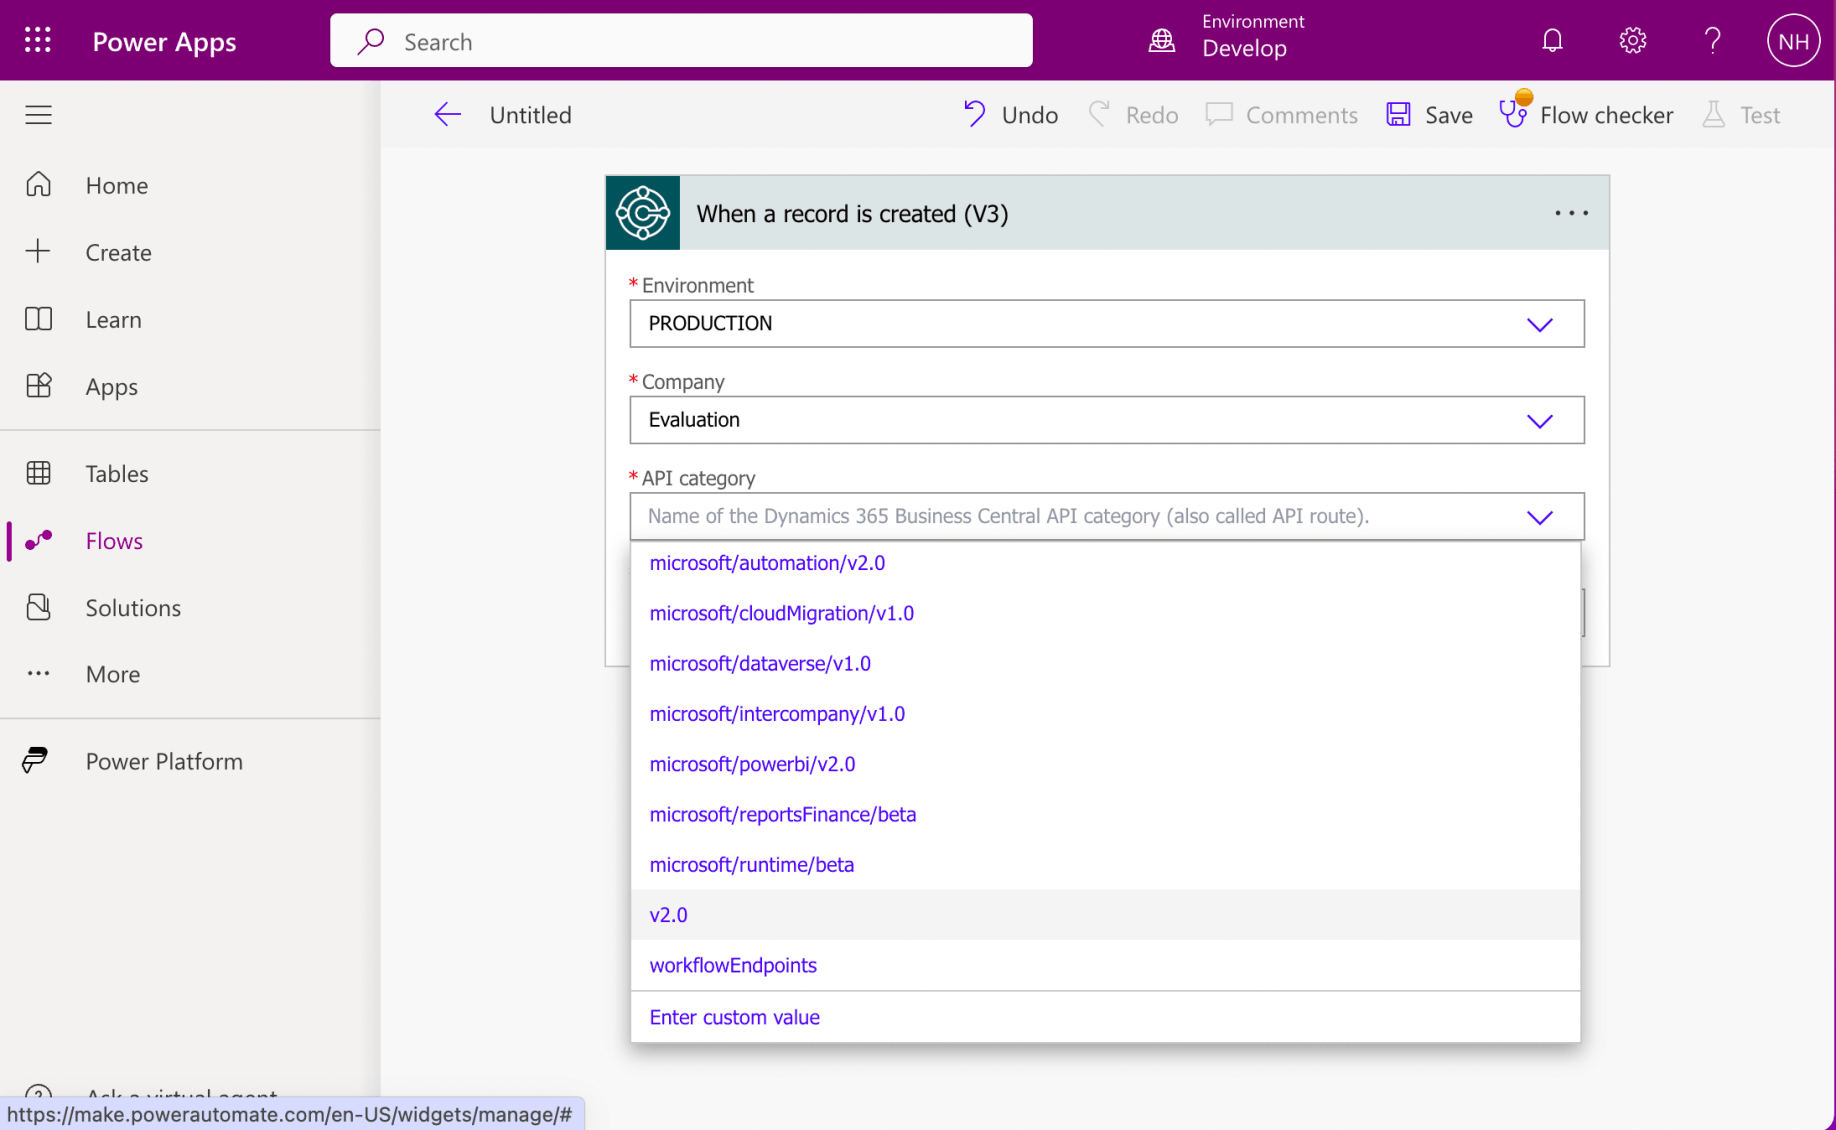 Power Apps
Search
Environment
Develop
?
NH
Untitled
Undo
Redo
Comments
Save
Flow checker
Test
Home
Create
Learn
Apps
Tables
Flows
Solutions
More
Power Platform
Ask a virtual agent
https://make.powerautomate.com/en-US/widgets/manage/#
When a record is created (V3)
* Environment
PRODUCTION
* Company
Evaluation
* API category
Name of the Dynamics 365 Business Central API category (also called API route).
microsoft/automation/v2.0
microsoft/cloudMigration/v1.0
microsoft/dataverse/v1.0
microsoft/intercompany/v1.0
microsoft/powerbi/v2.0
microsoft/reportsFinance/beta
microsoft/runtime/beta
v2.0
workflowEndpoints
Enter custom value